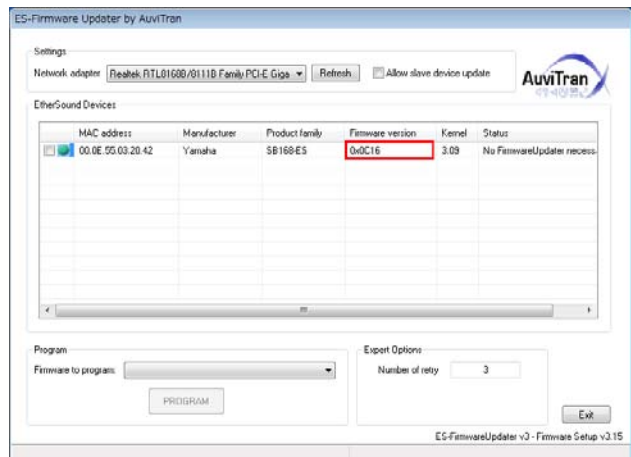 ES-Firmware Updater by AuviTran
Settings
Network adapter Realtek RTL8168B/8111B Family PCI-E Giga Refresh Allow slave device update
AuviTran
EtherSound Devices
MAC address Manufacturer Product family Firmware version Kernel Status
00.0E.55.03.20.42 Yamaha SB168-ES 0x0C16 3.09 No FirmwareUpdater necess
Program
Firmware to program:
PROGRAM
Expert Options
Number of retry 3
Exit
ES-FirmwareUpdater v3 - Firmware Setup v3.15